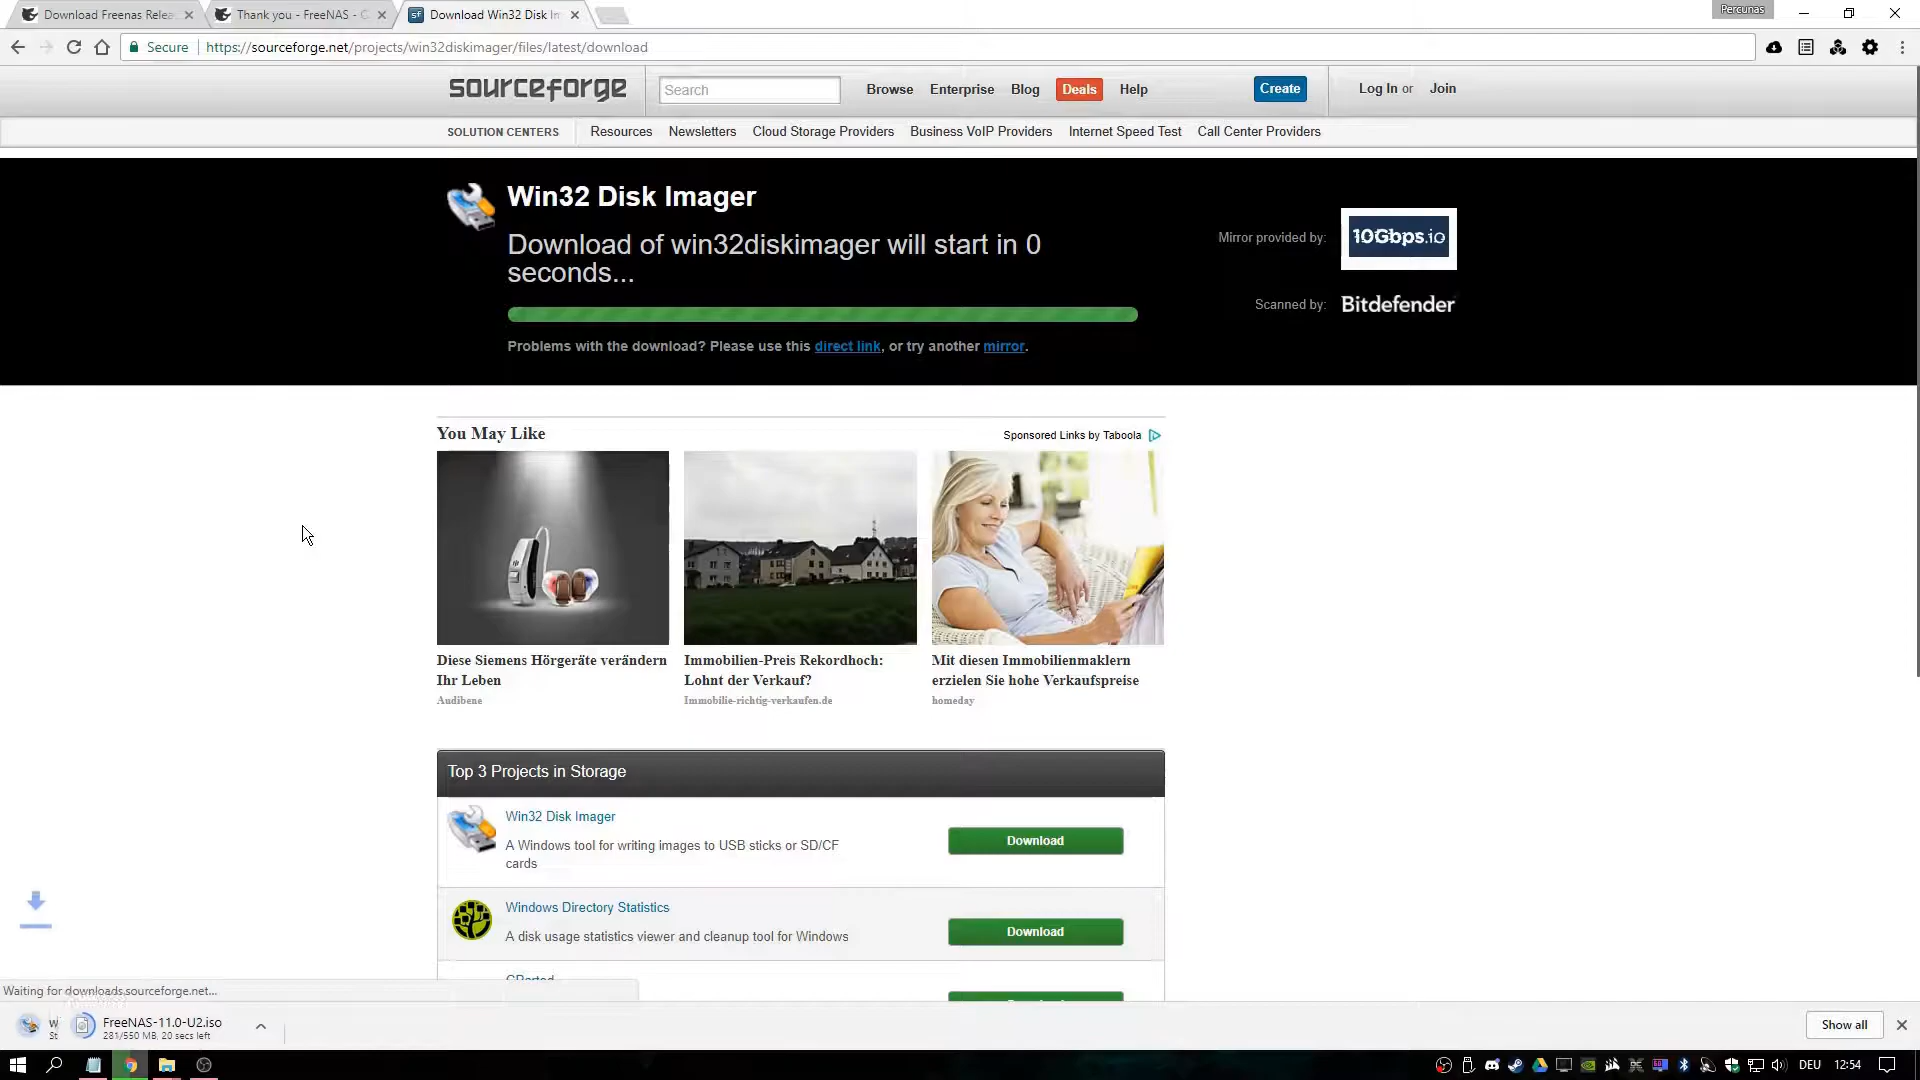 Download Freenas Relea
Thank you - FreeNAS - C
Download Win32 Disk Im
Percunas
Secure
https://sourceforge.net/projects/win32diskimager/files/latest/download
sourceforge
Search
Browse
Enterprise
Blog
Deals
Help
Create
Log In or Join
SOLUTION CENTERS
Resources
Newsletters
Cloud Storage Providers
Business VoIP Providers
Internet Speed Test
Call Center Providers
Win32 Disk Imager
Download of win32diskimager will start in 0
seconds...
Problems with the download? Please use this direct link, or try another mirror.
Mirror provided by:
10Gbps.io
Scanned by:
Bitdefender
You May Like
Sponsored Links by Taboola
Diese Siemens Hörgeräte verändern
Ihr Leben
Audibene
Immobilien-Preis Rekordhoch:
Lohnt der Verkauf?
Immobilie-richtig-verkaufen.de
Mit diesen Immobilienmaklern
erzielen Sie hohe Verkaufspreise
homeday
Top 3 Projects in Storage
Win32 Disk Imager
A Windows tool for writing images to USB sticks or SD/CF
cards
Download
Windows Directory Statistics
A disk usage statistics viewer and cleanup tool for Windows
Download
GParted
Waiting for downloads.sourceforge.net...
W
St
FreeNAS-11.0-U2.iso
281/550 MB, 20 secs left
Show all
DEU
12:54